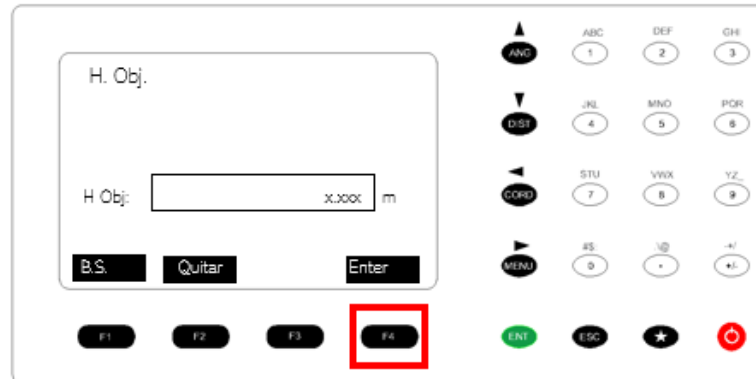 H. Obj.
H Obj: x.xxx m
B.S. Quitar Enter
F1 F2 F3 F4
ANG
ABC DEF GHI
1 2 3
DIST
JKL MNO PQR
4 5 6
CORD
STU VWX YZ_
7 8 9
MENU
#$ .\@ -+/
0 . +/-
ENT ESC